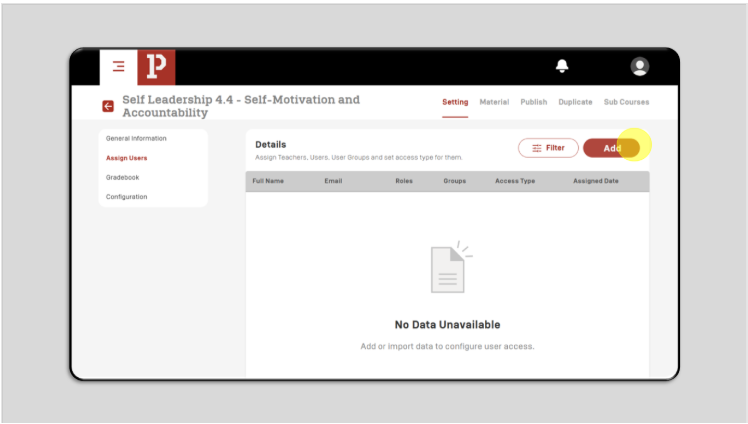 P
Self Leadership 4.4 - Self-Motivation and
Accountability
Setting Material Publish Duplicate Sub Courses
General Information
Assign Users
Gradebook
Configuration
Details
Assign Teachers, Users, User Groups and set access type for them.
Filter
Add
Full Name Email Roles Groups Access Type Assigned Date
No Data Unavailable
Add or import data to configure user access.